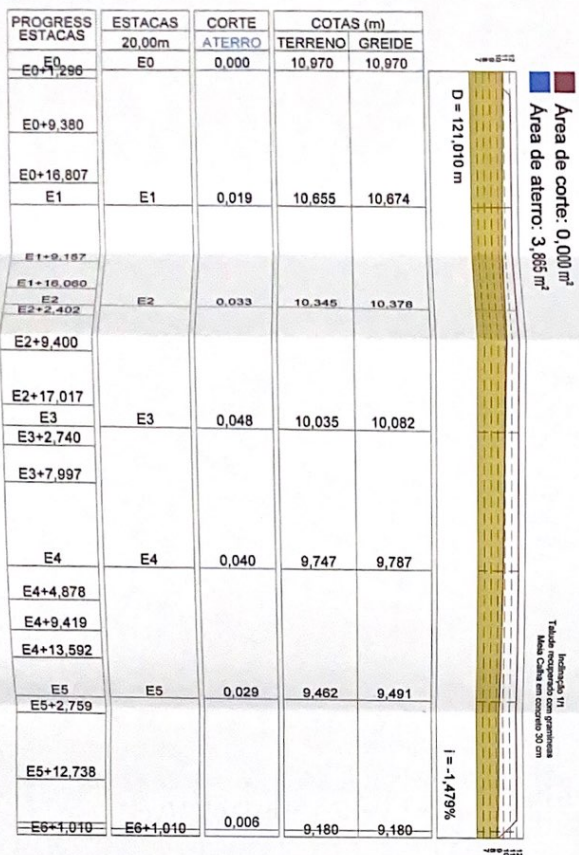 PROGRESS ESTACAS ESTACAS CORTE COTAS (m)
20,00m ATERRO TERRENO GREIDE
E0 E0 0,000 10,970 10,970
E0+1,296
E0+9,380
E0+16,807
E1 E1 0,019 10,655 10,674
E1+9,187
E1+16,060
E2 E2 0,033 10,345 10,378
E2+2,402
E2+9,400
E2+17,017
E3 E3 0,048 10,035 10,082
E3+2,740
E3+7,997
E4 E4 0,040 9,747 9,787
E4+4,878
E4+9,419
E4+13,592
E5 E5 0,029 9,462 9,491
E5+2,759
E5+12,738
E6+1,010 E6+1,010 0,006 9,180 9,180
D = 121,010 m
i = -1,479%
Área de corte: 0,000 m²
Área de aterro: 3,865 m²
Inclinação 1/1
Talude recuperado com gramíneas
Meia Calha em concreto 30 cm